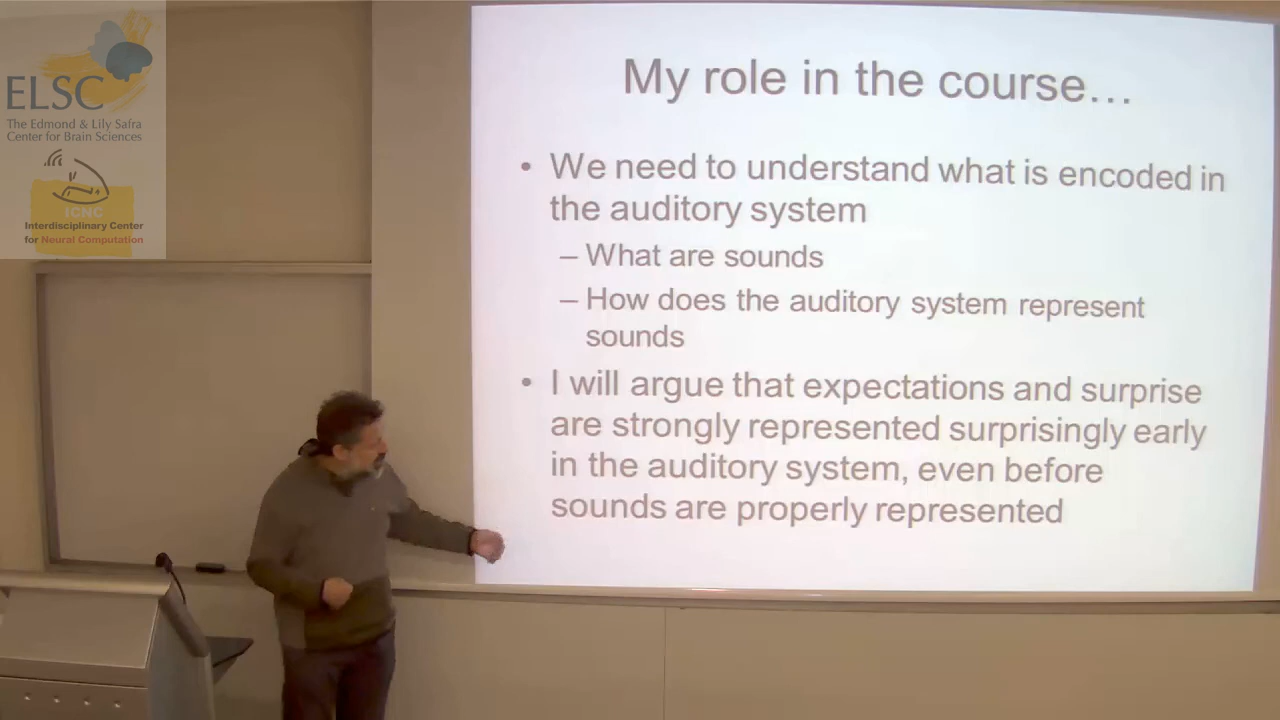 ELSC
The Edmond & Lily Safra
Center for Brain Sciences
ICNC
Interdisciplinary Center
for Neural Computation
My role in the course…
• We need to understand what is encoded in
the auditory system
– What are sounds
– How does the auditory system represent
sounds
• I will argue that expectations and surprise
are strongly represented surprisingly early
in the auditory system, even before
sounds are properly represented